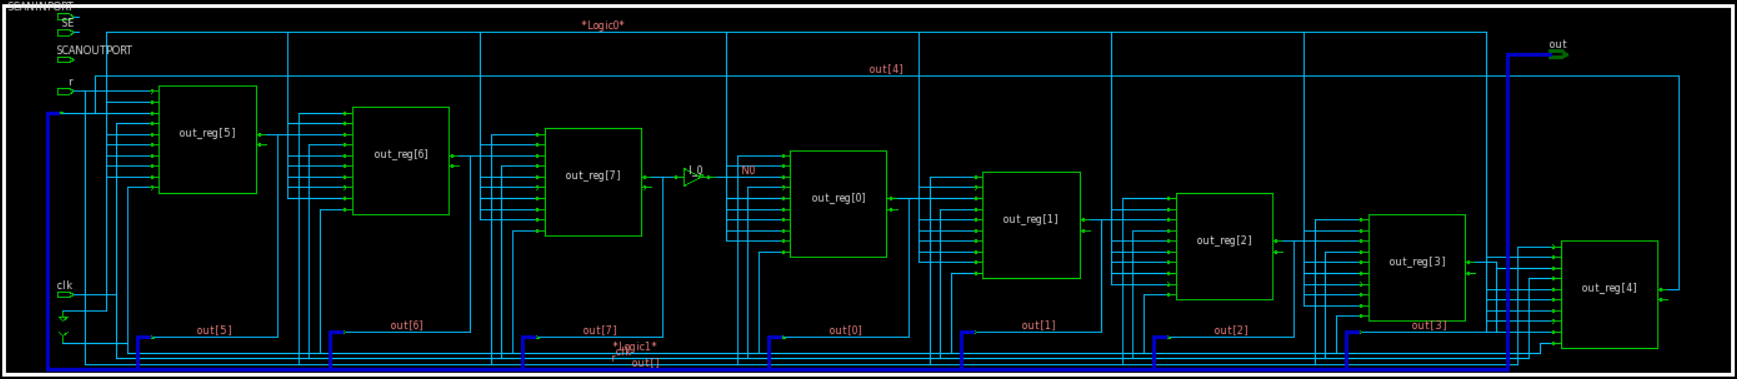 SCANINPORT
SE
*Logic0*
SCANOUTPORT
out
out[4]
r
out_reg[5]
out_reg[6]
out_reg[7]
I_0
N0
out_reg[0]
out_reg[1]
out_reg[2]
out_reg[3]
out_reg[4]
clk
out[5]
out[6]
out[7]
out[0]
out[1]
out[2]
out[3]
*Logic1*
clk
r
out[]